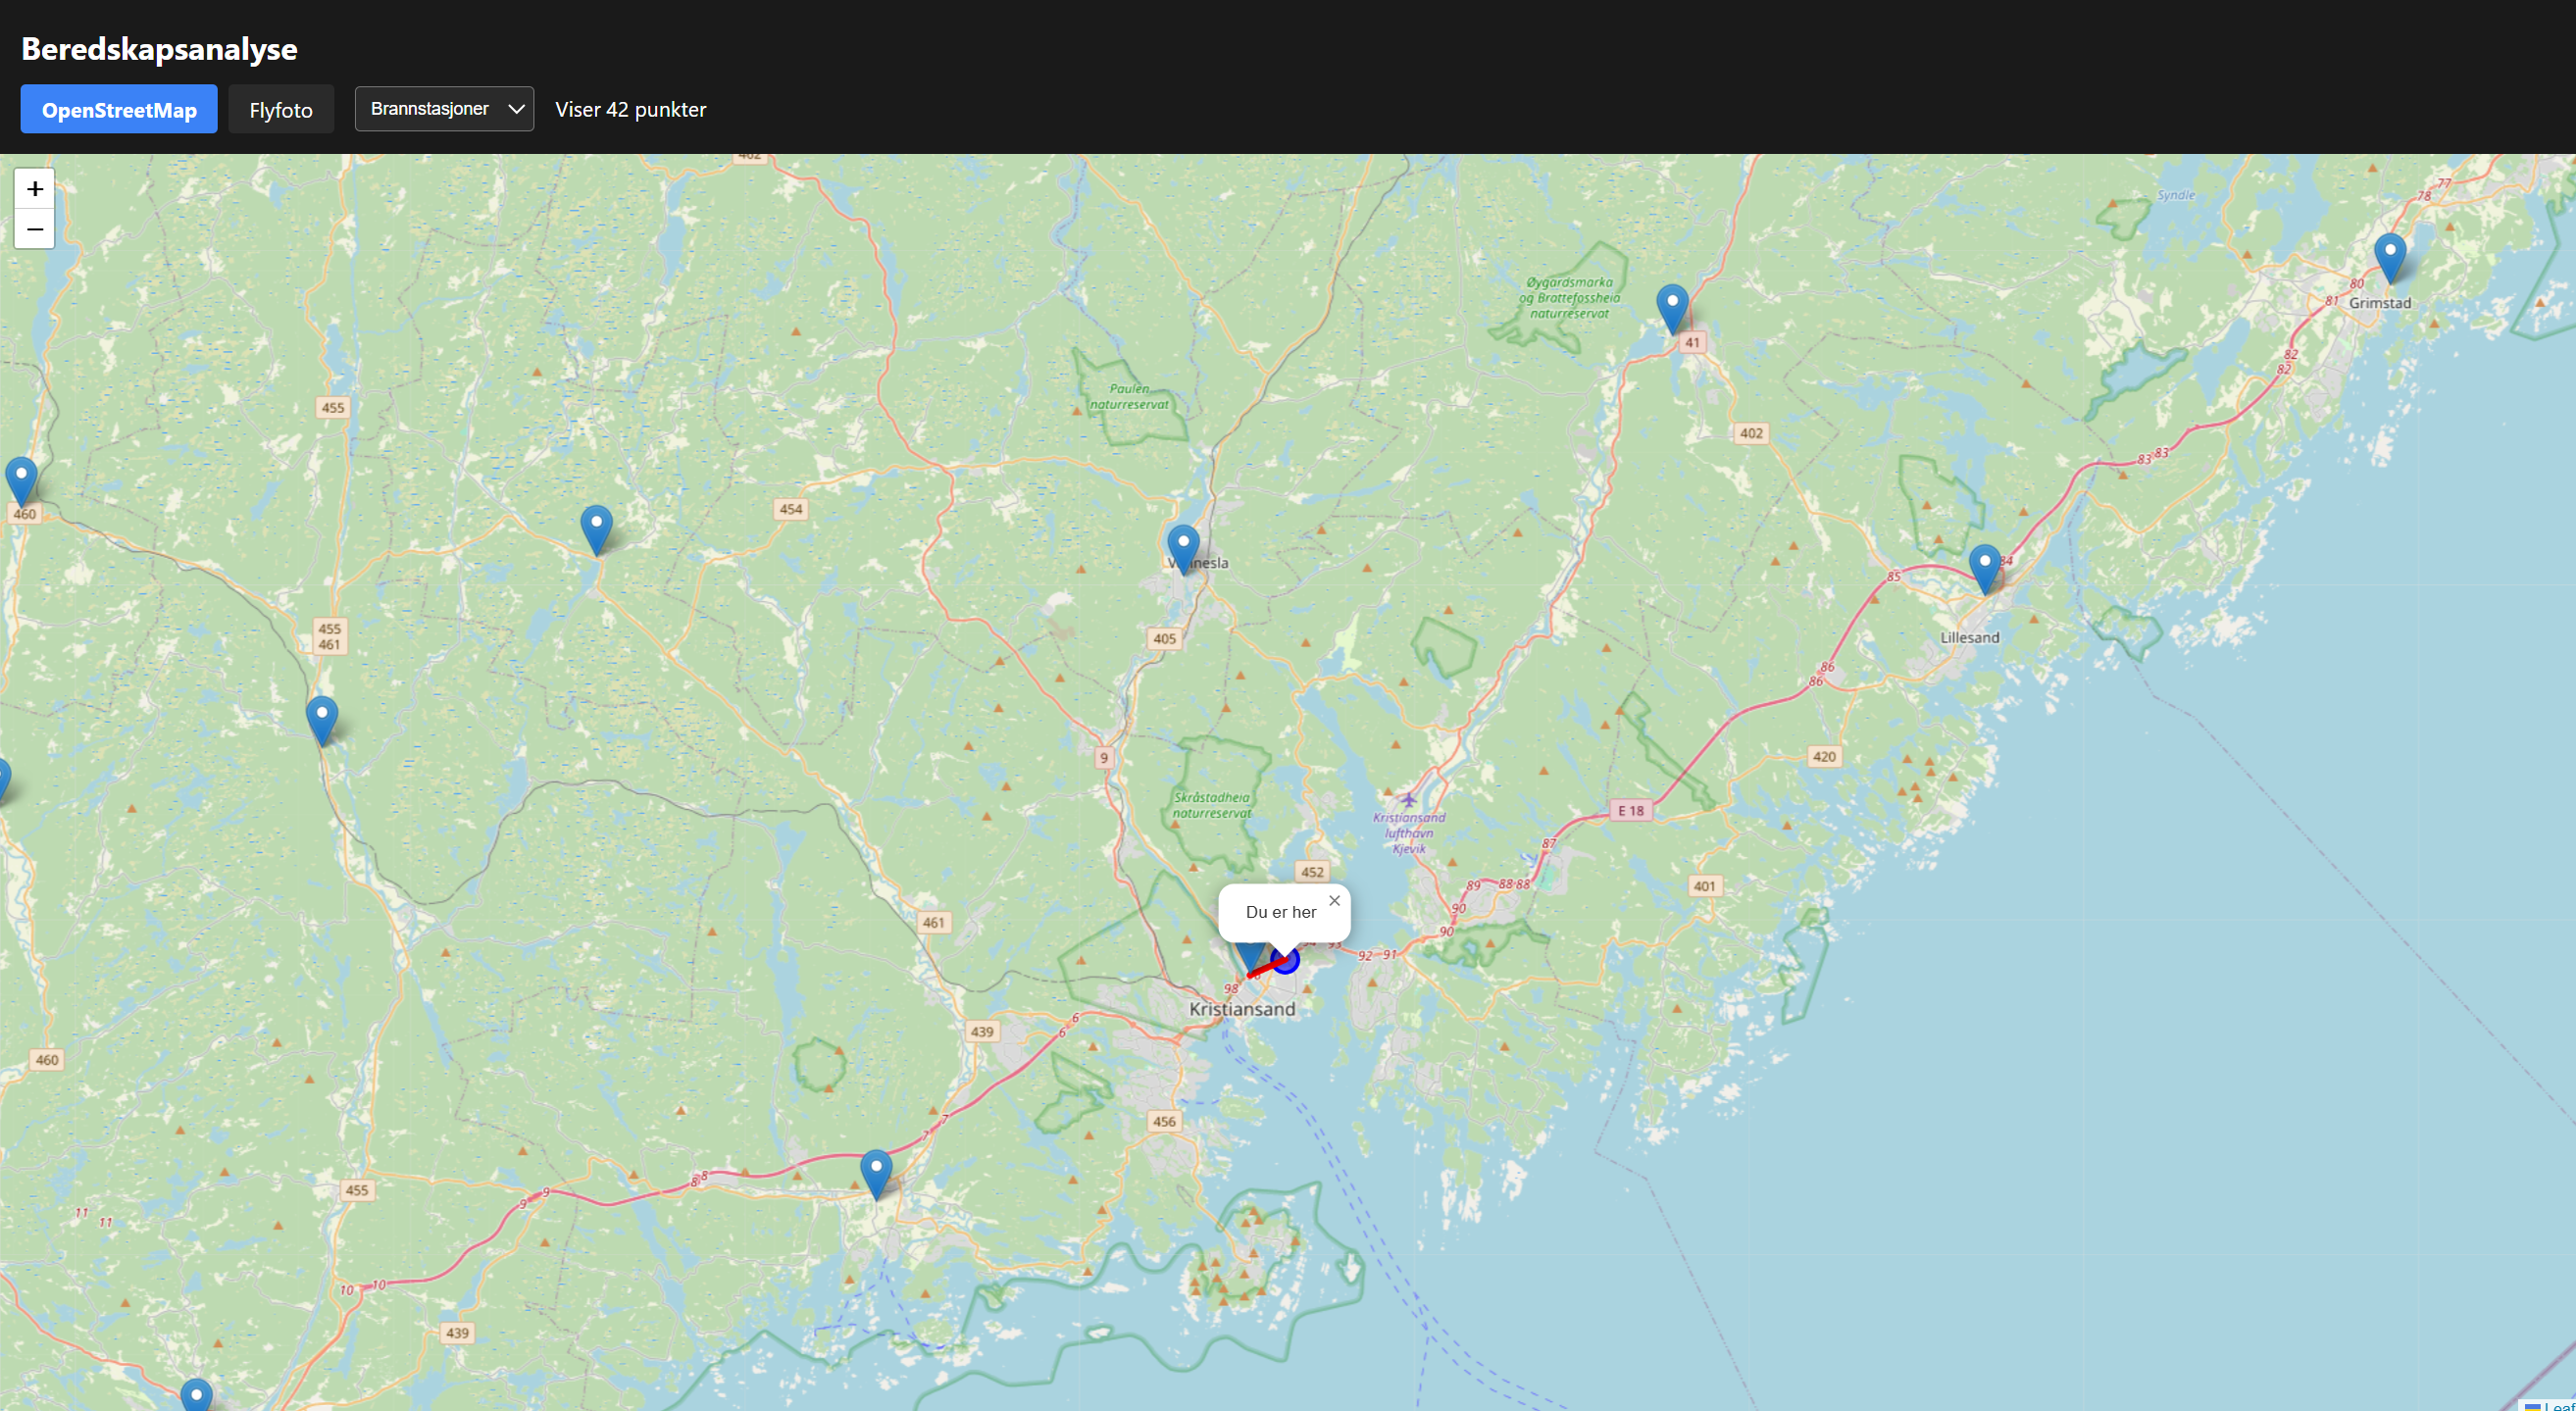 Beredskapsanalyse
OpenStreetMap
Flyfoto
Brannstasjoner
Viser 42 punkter
+
−
462
Syndle
78
77
Øygardsmarka
og Brattefossheia
naturreservat
80
81
Grimstad
41
82
82
Paulen
naturreservat
455
402
83
83
460
454
Vennesla
84
85
455
461
405
Lillesand
86
86
9
420
Skråstadheia
naturreservat
Kristiansand
lufthavn
Kjevik
E 18
87
452
89
88
88
401
Du er her
×
90
461
90
93
92
91
98
Kristiansand
439
6
6
460
7
7
456
8
8
455
9
9
11
11
10
10
439
Leaf